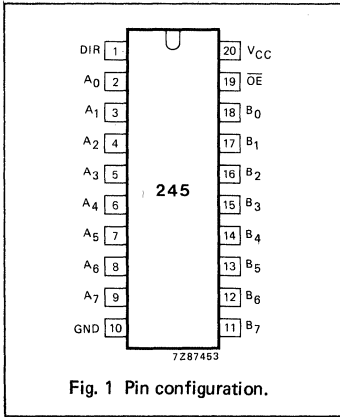 DIR 1 20 VCC
A0 2 19 OE
A1 3 18 B0
A2 4 17 B1
A3 5 16 B2
A4 6 245 15 B3
A5 7 14 B4
A6 8 13 B5
A7 9 12 B6
GND 10 11 B7
7Z87453
Fig. 1 Pin configuration.